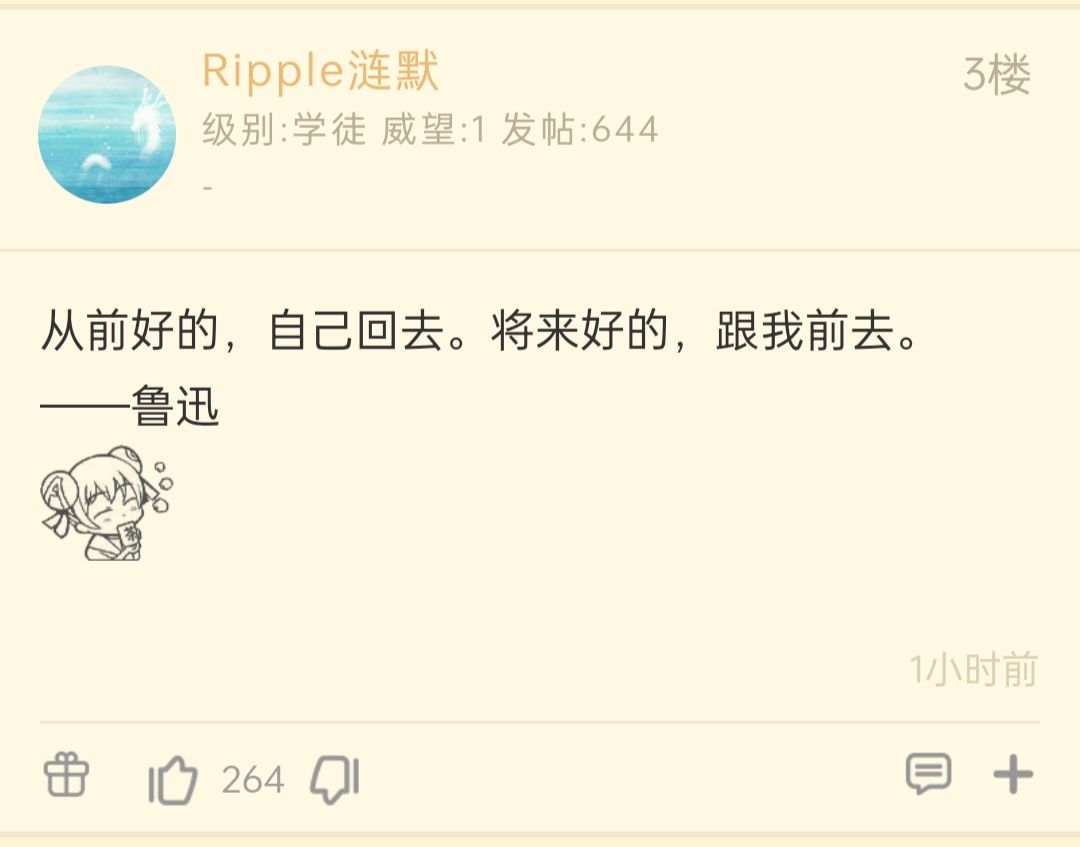 Ripple涟默
3楼
级别:学徒 威望:1 发帖:644
-
从前好的，自己回去。将来好的，跟我前去。
——鲁迅
茶
1小时前
264